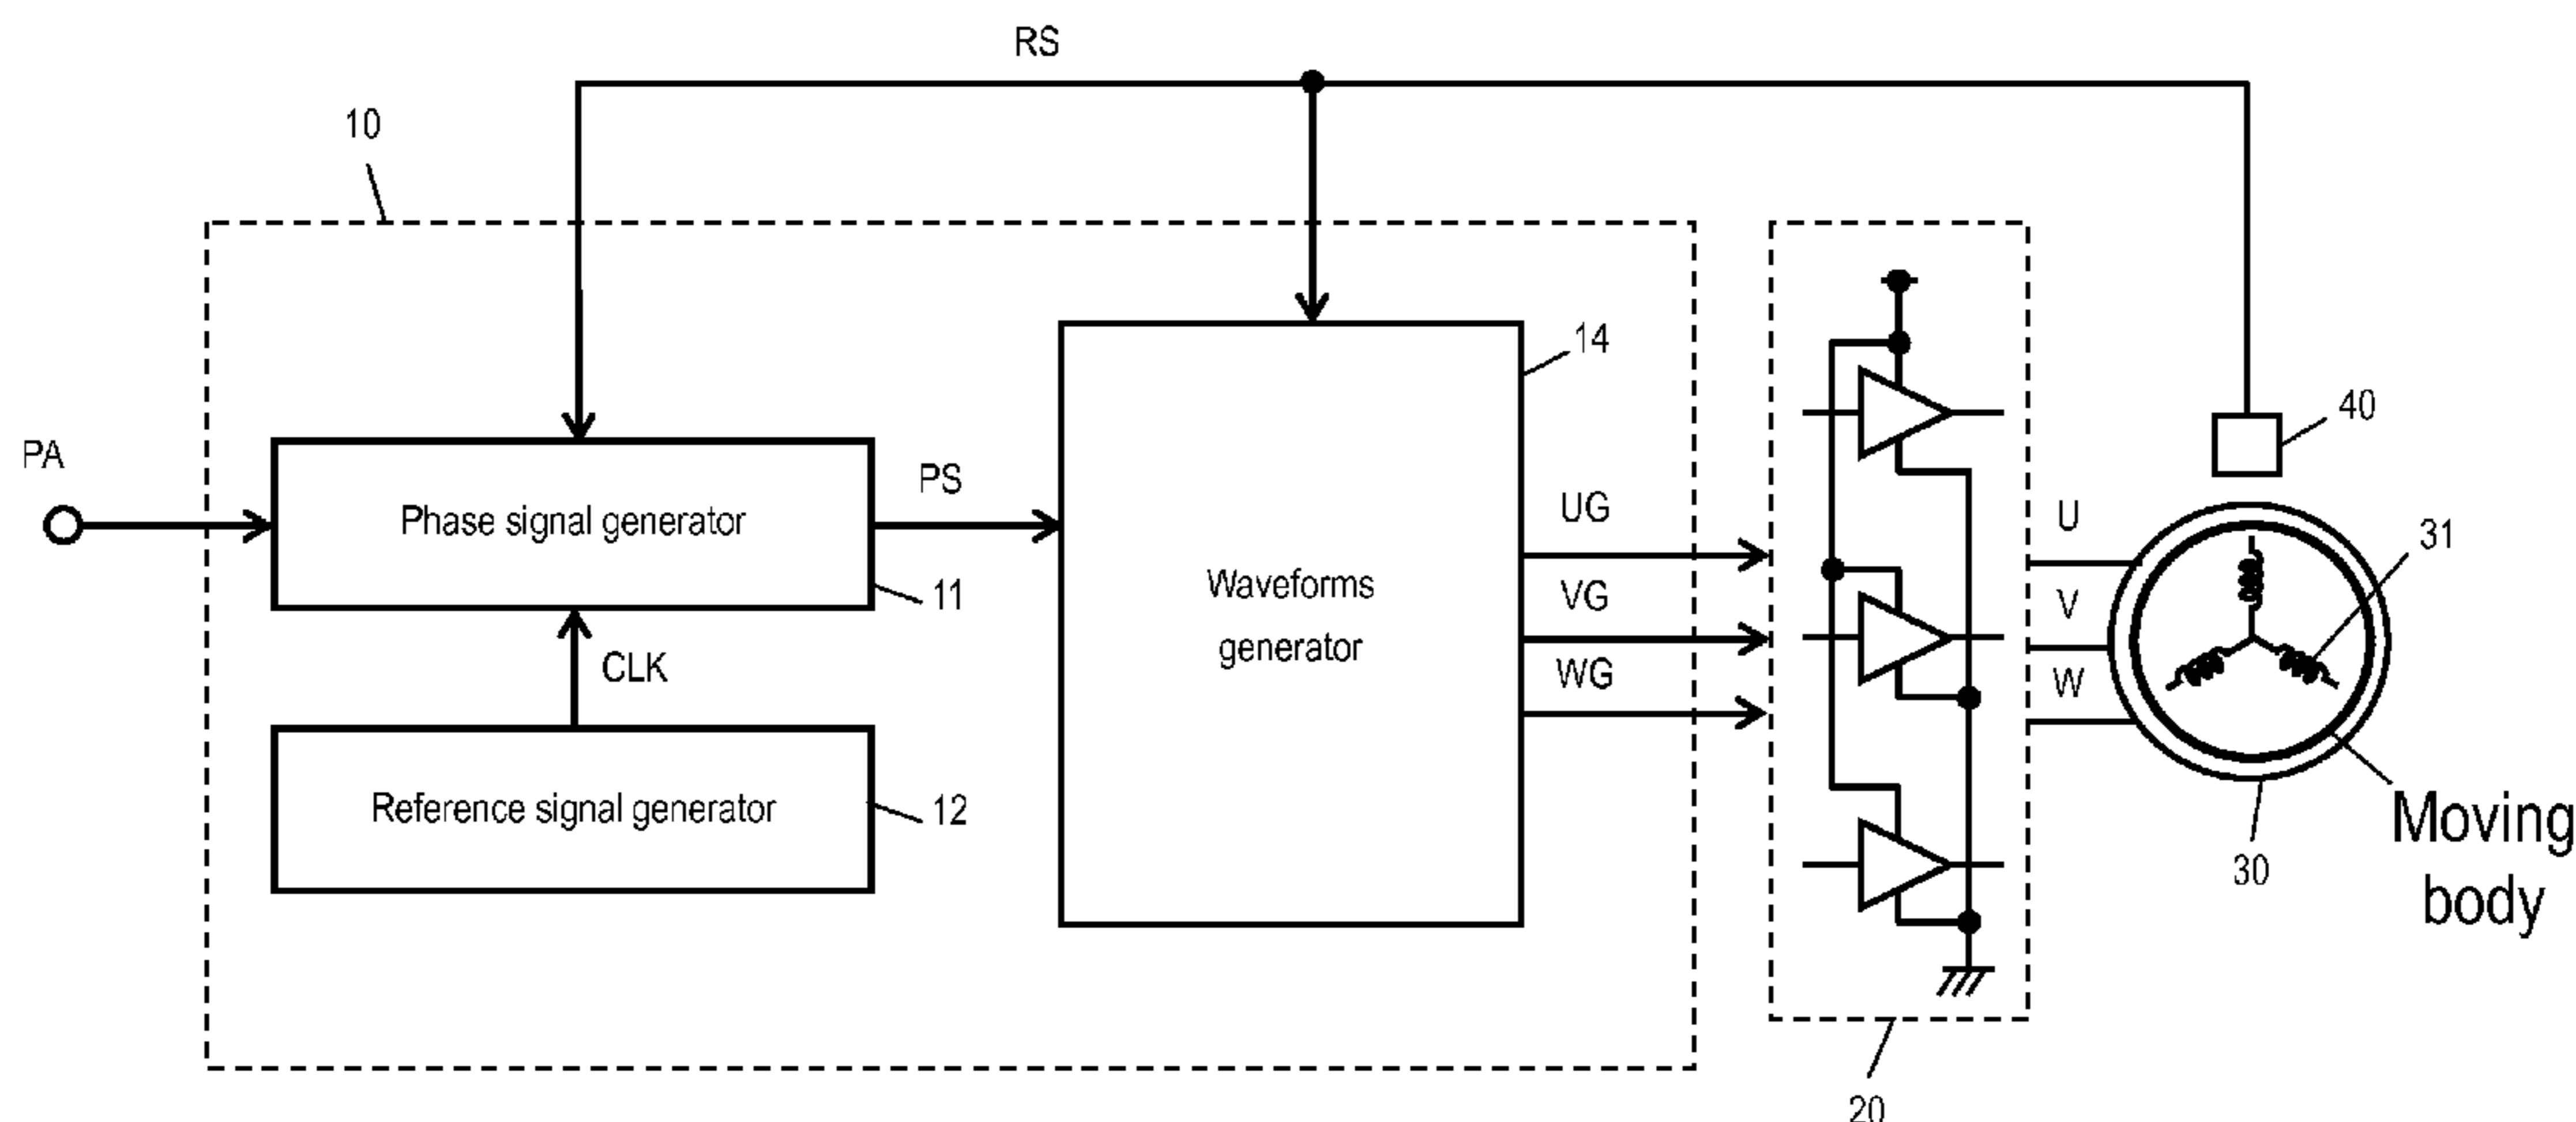 RS
10
14
40
PA
PS
Phase signal generator
UG
U
31
Waveforms
generator
11
VG
V
CLK
WG
W
Reference signal generator
12
Moving
body
30
20